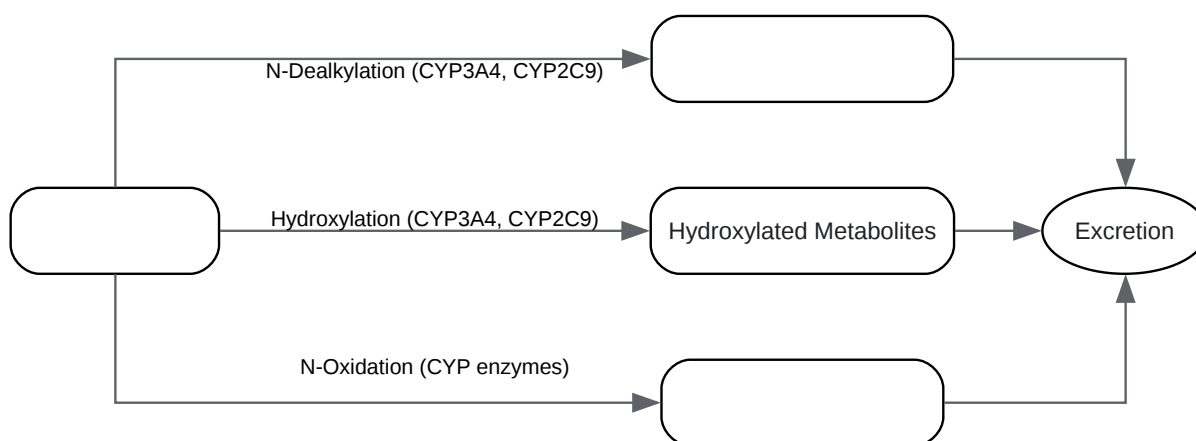 N-Dealkylation (CYP3A4, CYP2C9)
Hydroxylation (CYP3A4, CYP2C9)
Hydroxylated Metabolites
Excretion
N-Oxidation (CYP enzymes)